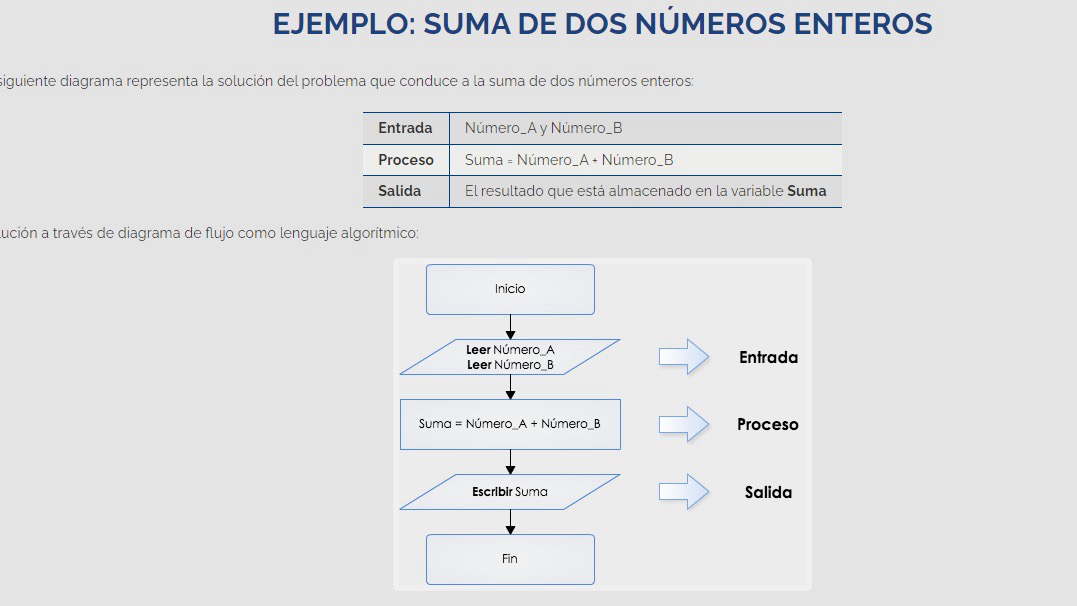 EJEMPLO: SUMA DE DOS NÚMEROS ENTEROS
siguiente diagrama representa la solución del problema que conduce a la suma de dos números enteros:
Entrada Número_A y Número_B
Proceso Suma = Número_A + Número_B
Salida El resultado que está almacenado en la variable Suma
lución a través de diagrama de flujo como lenguaje algorítmico:
Inicio
Leer Número_A
Leer Número_B
Entrada
Suma = Número_A + Número_B
Proceso
Escribir Suma
Salida
Fin